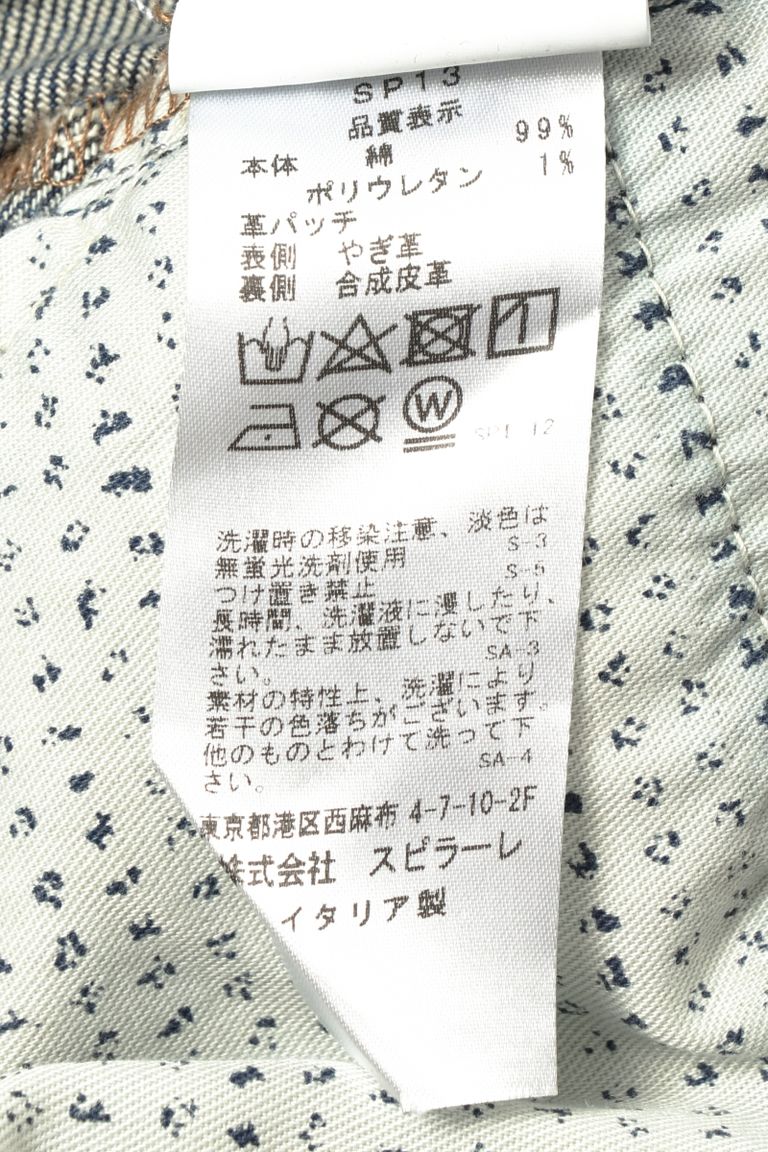 SP13
品質表示
本体 綿 99%
ポリウレタン 1%
革パッチ
表側 やぎ革
裏側 合成皮革
W
SP1 12
洗濯時の移染注意、淡色は
無蛍光洗剤使用 S-3
つけ置き禁止 S-5
長時間、洗濯液に浸したり、
濡れたまま放置しないで下
さい。 SA-3
素材の特性上、洗濯により
若干の色落ちがございます。
他のものとわけて洗って下
さい。 SA-4
東京都港区西麻布 4-7-10-2F
株式会社 スピラーレ
イタリア製